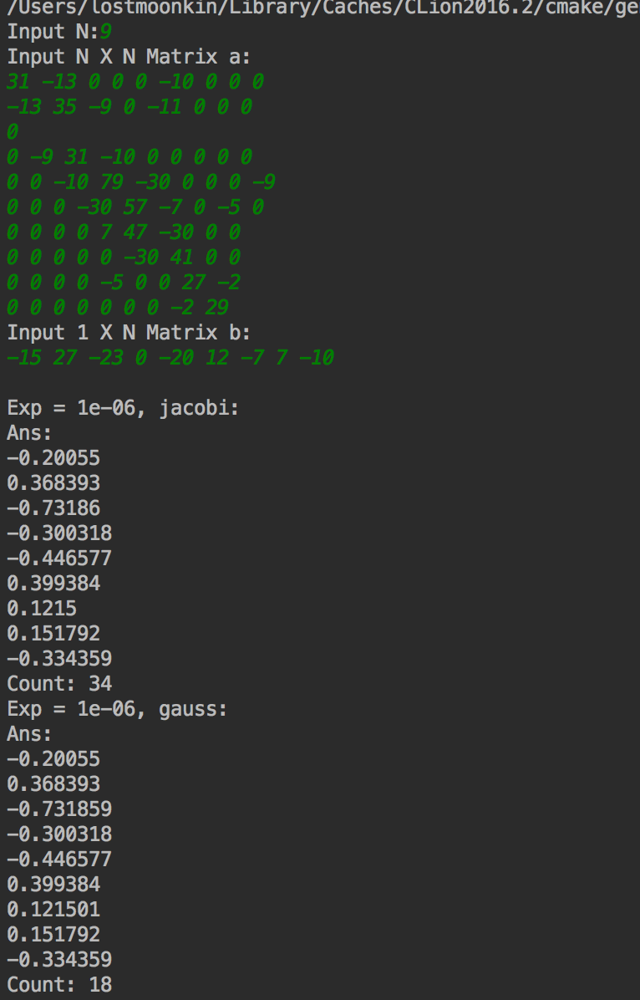 /Users/lostmoonkin/Library/Caches/CLion2016.2/cmake/ge
Input N:9
Input N X N Matrix a:
31 -13 0 0 0 -10 0 0 0
-13 35 -9 0 -11 0 0 0
0
0 -9 31 -10 0 0 0 0 0
0 0 -10 79 -30 0 0 0 -9
0 0 0 -30 57 -7 0 -5 0
0 0 0 0 7 47 -30 0 0
0 0 0 0 0 -30 41 0 0
0 0 0 0 -5 0 0 27 -2
0 0 0 0 0 0 0 -2 29
Input 1 X N Matrix b:
-15 27 -23 0 -20 12 -7 7 -10
Exp = 1e-06, jacobi:
Ans:
-0.20055
0.368393
-0.73186
-0.300318
-0.446577
0.399384
0.1215
0.151792
-0.334359
Count: 34
Exp = 1e-06, gauss:
Ans:
-0.20055
0.368393
-0.731859
-0.300318
-0.446577
0.399384
0.121501
0.151792
-0.334359
Count: 18